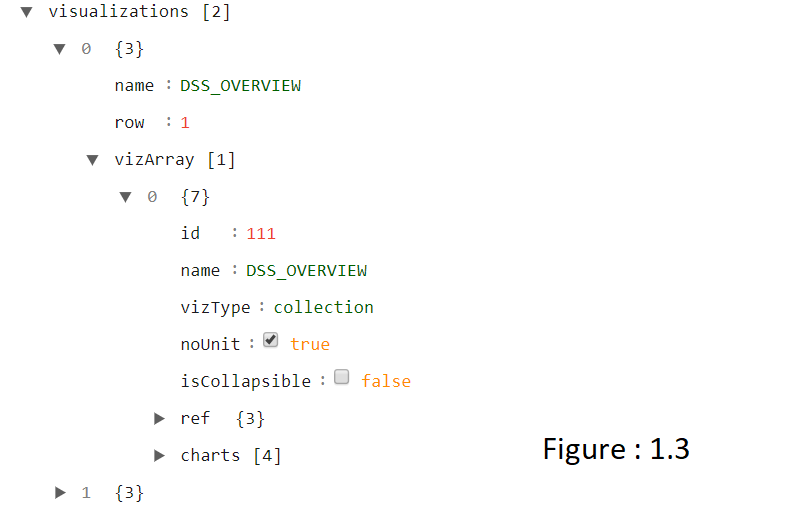 visualizations [2]
0 {3}
name : DSS_OVERVIEW
row : 1
vizArray [1]
0 {7}
id : 111
name : DSS_OVERVIEW
vizType : collection
noUnit : true
isCollapsible : false
ref {3}
charts [4]
Figure : 1.3
1 {3}